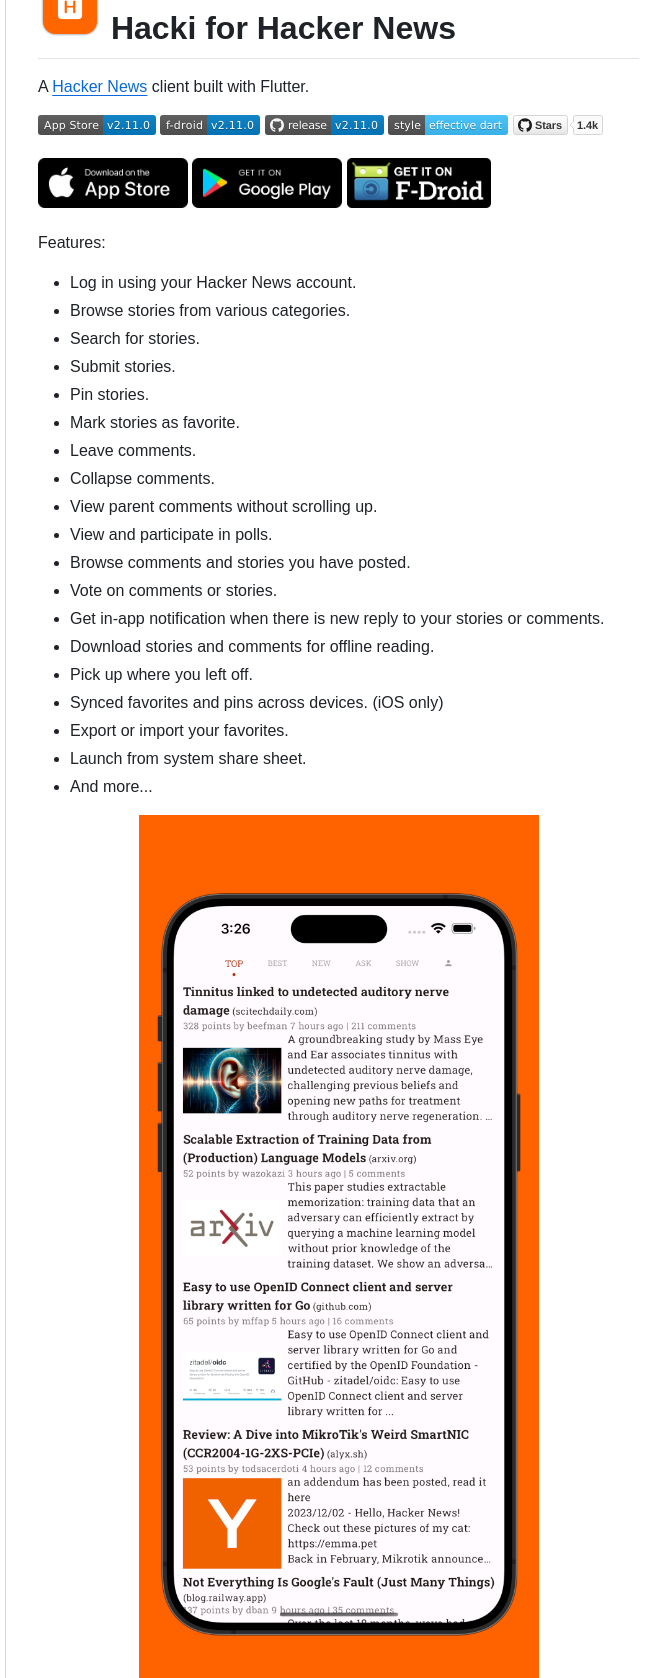 H
Hacki for Hacker News
A Hacker News client built with Flutter.
App Store v2.11.0 f-droid v2.11.0 release v2.11.0 style effective dart Stars 1.4k
Download on the App Store GET IT ON Google Play GET IT ON F-Droid
Features:
Log in using your Hacker News account.
Browse stories from various categories.
Search for stories.
Submit stories.
Pin stories.
Mark stories as favorite.
Leave comments.
Collapse comments.
View parent comments without scrolling up.
View and participate in polls.
Browse comments and stories you have posted.
Vote on comments or stories.
Get in-app notification when there is new reply to your stories or comments.
Download stories and comments for offline reading.
Pick up where you left off.
Synced favorites and pins across devices. (iOS only)
Export or import your favorites.
Launch from system share sheet.
And more...
3:26
TOP BEST NEW ASK SHOW
Tinnitus linked to undetected auditory nerve
damage (scitechdaily.com)
328 points by beefman 7 hours ago | 211 comments
A groundbreaking study by Mass Eye
and Ear associates tinnitus with
undetected auditory nerve damage,
challenging previous beliefs and
opening new paths for treatment
through auditory nerve regeneration. ...
Scalable Extraction of Training Data from
(Production) Language Models (arxiv.org)
52 points by wazokazi 3 hours ago | 5 comments
arXiv
This paper studies extractable
memorization: training data that an
adversary can efficiently extract by
querying a machine learning model
without prior knowledge of the
training dataset. We show an adversa...
Easy to use OpenID Connect client and server
library written for Go (github.com)
65 points by mffap 5 hours ago | 16 comments
zitadel/oidc
Easy to use OpenID Connect client and
server library written for Go and
certified by the OpenID Foundation -
GitHub - zitadel/oidc: Easy to use
OpenID Connect client and server
library written for ...
Review: A Dive into MikroTik's Weird SmartNIC
(CCR2004-1G-2XS-PCIe) (alyx.sh)
53 points by todsacerdoti 4 hours ago | 12 comments
Y
an addendum has been posted, read it
here
2023/12/02 - Hello, Hacker News!
Check out these pictures of my cat:
https://emma.pet
Back in February, Mikrotik announce...
Not Everything Is Google's Fault (Just Many Things)
(blog.railway.app)
137 points by dban 9 hours ago | 35 comments
Over the last 18 months, we've had